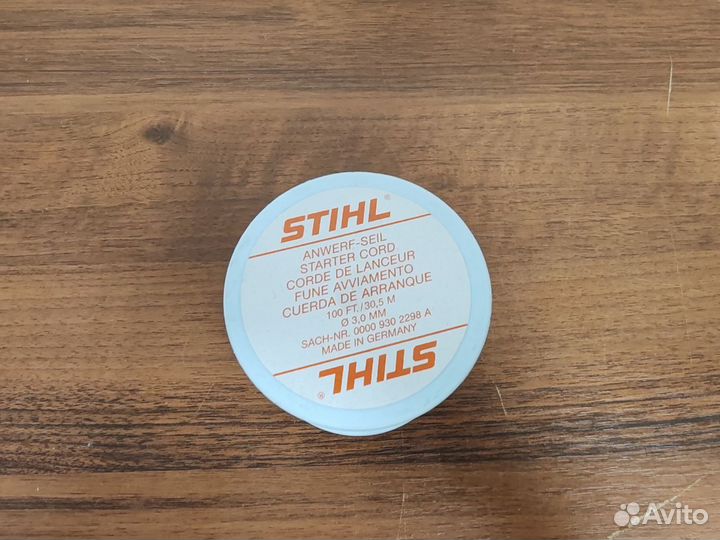 STIHL®
ANWERF-SEIL
STARTER CORD
CORDE DE LANCEUR
FUNE AVVIAMENTO
CUERDA DE ARRANQUE
100 FT./30,5 M
Ø 3,0 MM
SACH-NR. 0000 930 2298 A
MADE IN GERMANY
STIHL®
Avito